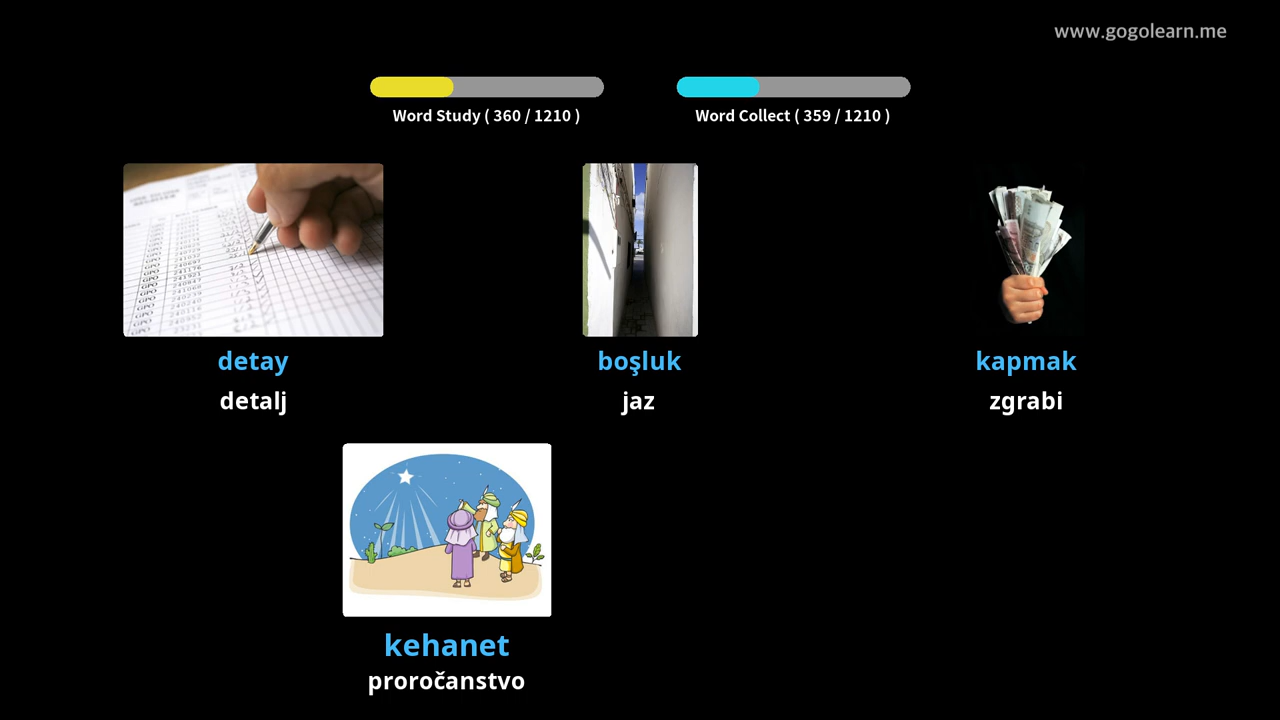 www.gogolearn.me
Word Study ( 360 / 1210 )
Word Collect ( 359 / 1210 )
detay
boşluk
kapmak
detalj
jaz
zgrabi
kehanet
proročanstvo